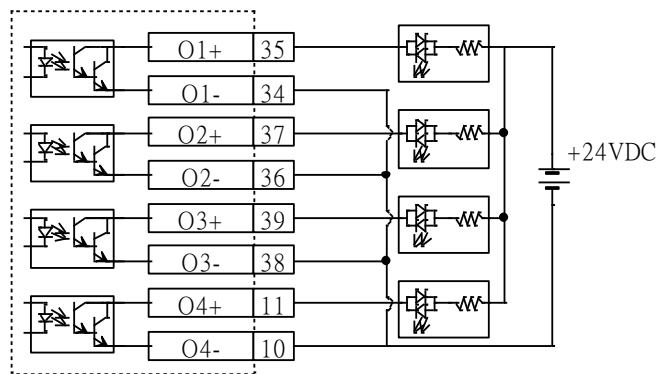 O1+ 35
O1- 34
O2+ 37
O2- 36
+24VDC
O3+ 39
O3- 38
O4+ 11
O4- 10